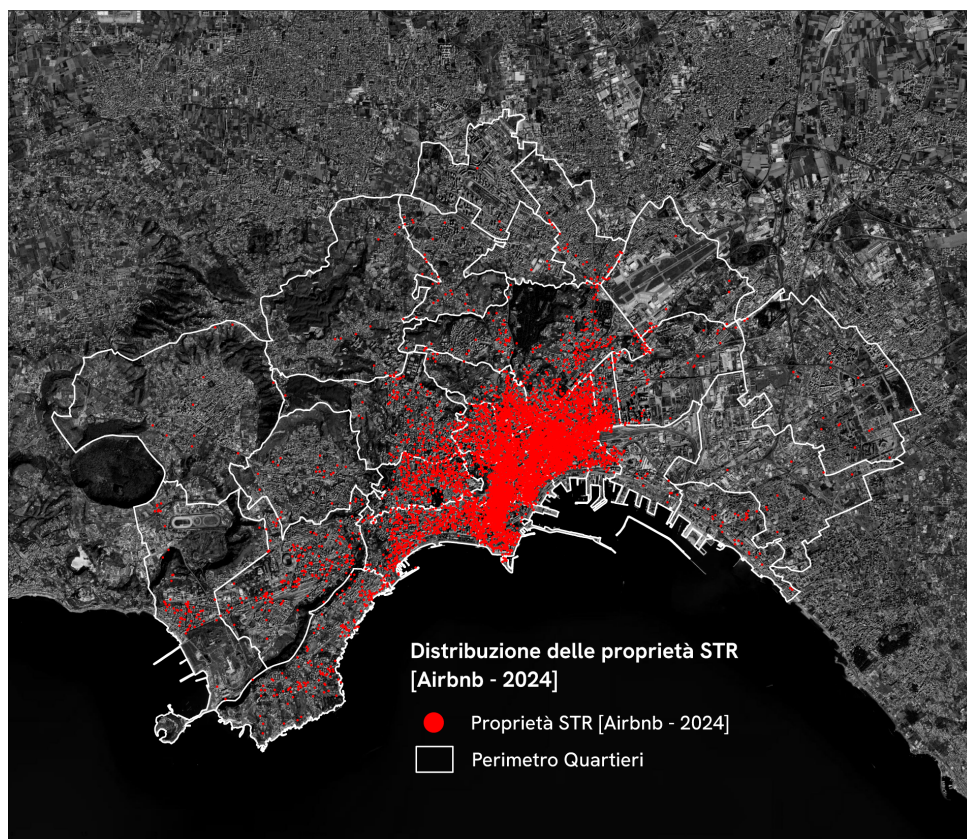 Distribuzione delle proprietà STR
[Airbnb - 2024]
Proprietà STR [Airbnb - 2024]
Perimetro Quartieri